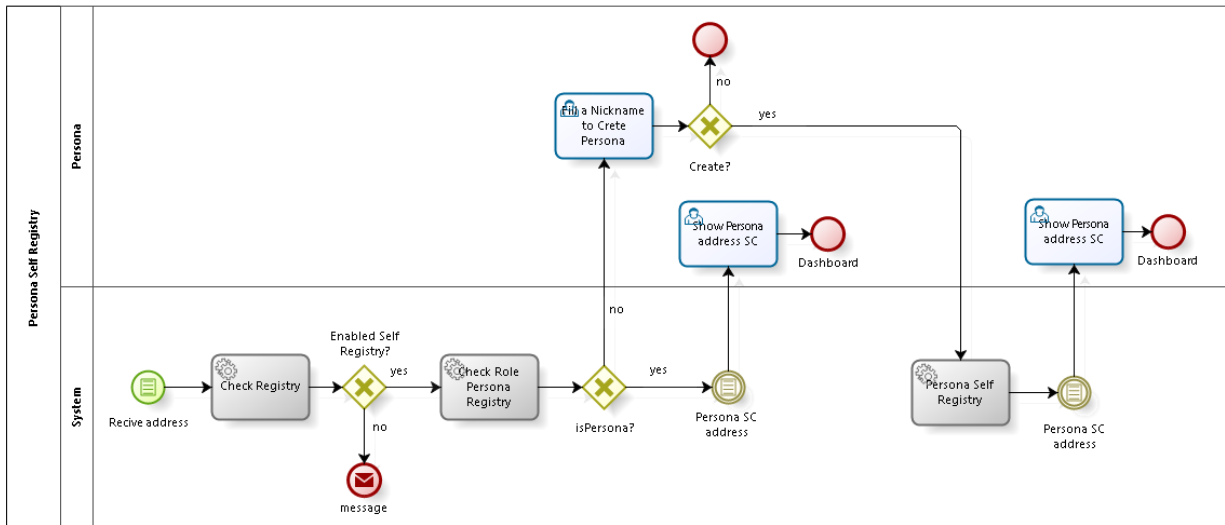 Persona Self Registry
Persona
System
no
Fill a Nickname
to Crete
Persona
yes
Create?
Show Persona
address SC
Dashboard
Show Persona
address SC
Dashboard
no
Enabled Self
Registry?
Check Registry
yes
Check Role
Persona
Registry
yes
Persona Self
Registry
Recive address
no
isPersona?
Persona SC
address
Persona SC
address
message